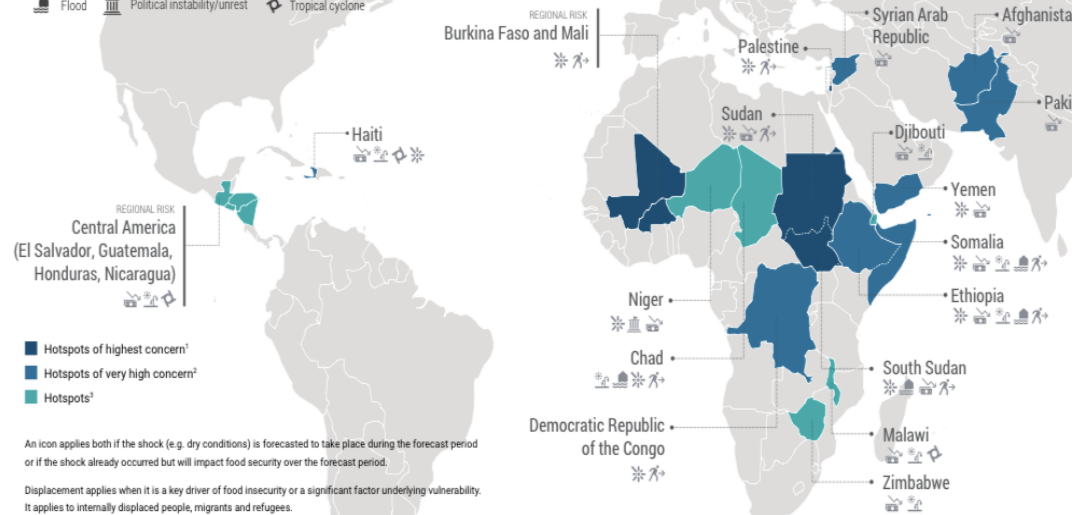 Flood
Political instability/unrest
Tropical cyclone
REGIONAL RISK
Burkina Faso and Mali
Palestine
Syrian Arab
Republic
Afghanista
Paki
Sudan
Djibouti
Haiti
Yemen
REGIONAL RISK
Central America
(El Salvador, Guatemala,
Honduras, Nicaragua)
Somalia
Ethiopia
Niger
Chad
South Sudan
Democratic Republic
of the Congo
Malawi
Zimbabwe
Hotspots of highest concern¹
Hotspots of very high concern²
Hotspots³
An icon applies both if the shock (e.g. dry conditions) is forecasted to take place during the forecast period
or if the shock already occurred but will impact food security over the forecast period.
Displacement applies when it is a key driver of food insecurity or a significant factor underlying vulnerability.
It applies to internally displaced people, migrants and refugees.